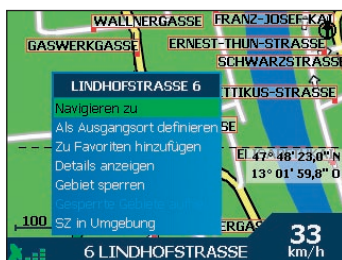 WALLNERGASSE FRANZ-JOSEF-KAI
GASWERKGASSE ERNEST-THUN-STRASSE
SCHWARZSTRASS
LINDHOFSTRASSE 6
TTIKUS-STRASSE
Navigieren zu
Als Ausgangsort definieren SE
Zu Favoriten hinzufügen
Details anzeigen
47° 48' 23,0" N
Gebiet sperren
13° 01' 59,8" O
SZ in Umgebung
100
ERGAS
33
km/h
6 LINDHOFSTRASSE